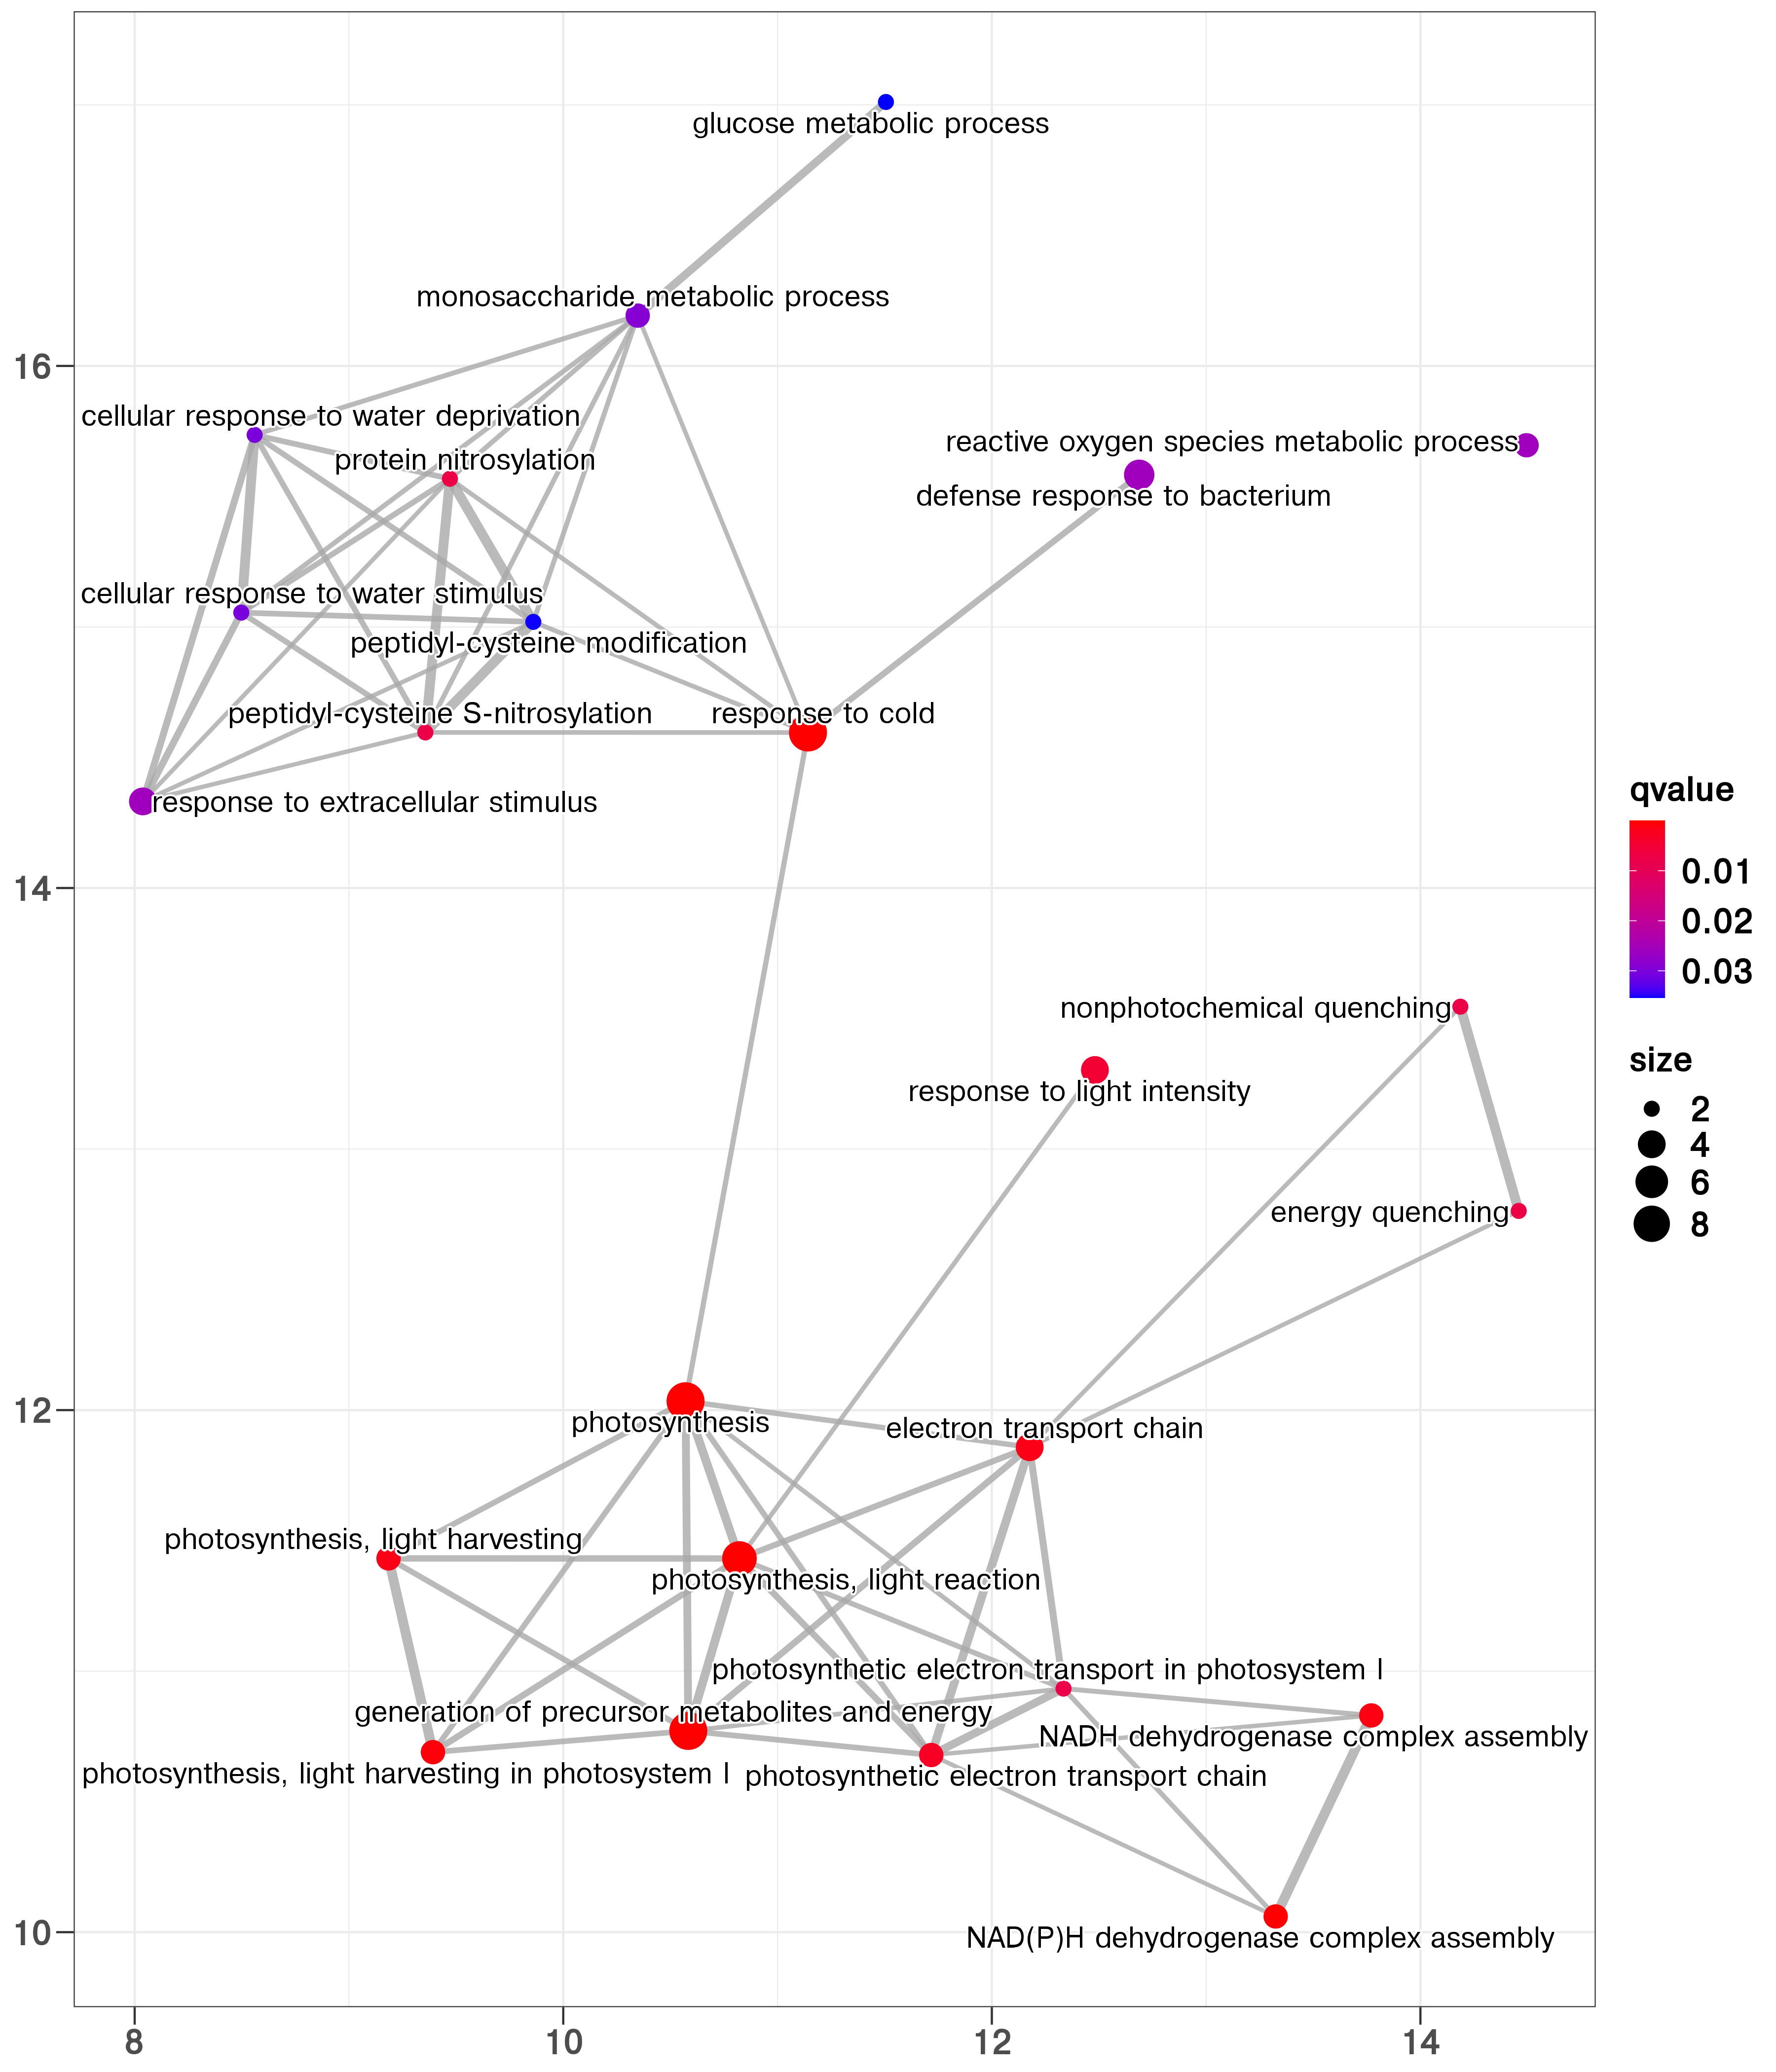 glucose metabolic process
monosaccharide metabolic process
16
cellular response to water deprivation
reactive oxygen species metabolic process
protein nitrosylation
defense response to bacterium
cellular response to water stimulus
peptidyl-cysteine modification
peptidyl-cysteine S-nitrosylation
response to cold
response to extracellular stimulus
14
qvalue
0.01
0.02
0.03
nonphotochemical quenching
response to light intensity
size
2
4
6
8
energy quenching
12
photosynthesis
electron transport chain
photosynthesis, light harvesting
photosynthesis, light reaction
photosynthetic electron transport in photosystem I
generation of precursor metabolites and energy
NADH dehydrogenase complex assembly
photosynthesis, light harvesting in photosystem I
photosynthetic electron transport chain
10
NAD(P)H dehydrogenase complex assembly
8
10
12
14